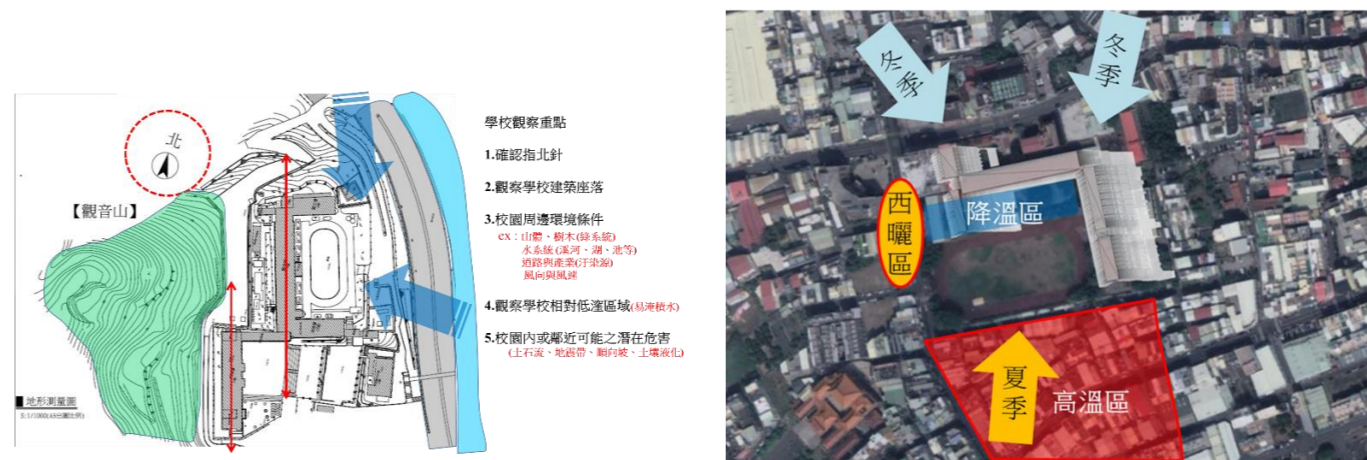 北
【觀音山】
地形測量圖
學校觀察重點
1.確認指北針
2.觀察學校建築座落
3.校園周邊環境條件
ex：山體、樹木(綠系統)
水系統(溪河、湖、池等)
道路與產業(汙染源)
風向與風速
4.觀察學校相對低窪區域(易淹積水)
5.校園內或鄰近可能之潛在危害
(土石流、地震帶、順向坡、土壤液化)
冬季
冬季
西曬區
降溫區
夏季
高溫區